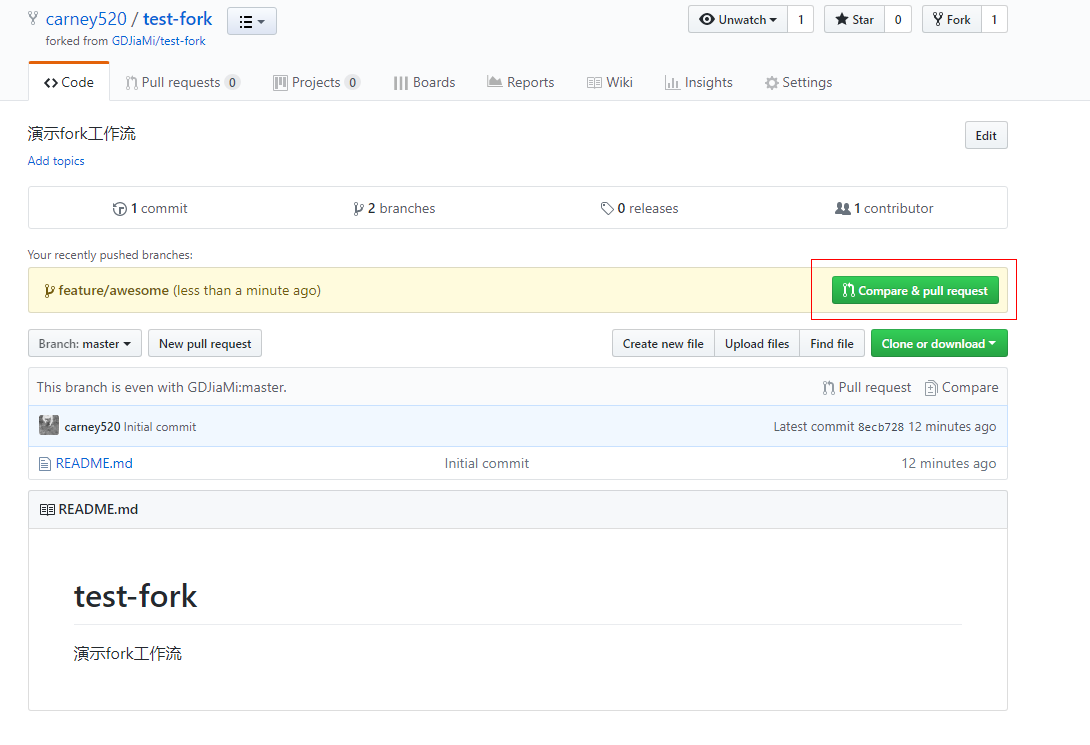 carney520 / test-fork
Unwatch 1 Star 0 Fork 1
forked from GDJiaMi/test-fork
Code Pull requests 0 Projects 0 Boards Reports Wiki Insights Settings
演示fork工作流 Edit
Add topics
1 commit 2 branches 0 releases 1 contributor
Your recently pushed branches:
feature/awesome (less than a minute ago) Compare & pull request
Branch: master New pull request Create new file Upload files Find file Clone or download
This branch is even with GDJiaMi:master. Pull request Compare
carney520 Initial commit Latest commit 8ecb728 12 minutes ago
README.md Initial commit 12 minutes ago
README.md
test-fork
演示fork工作流